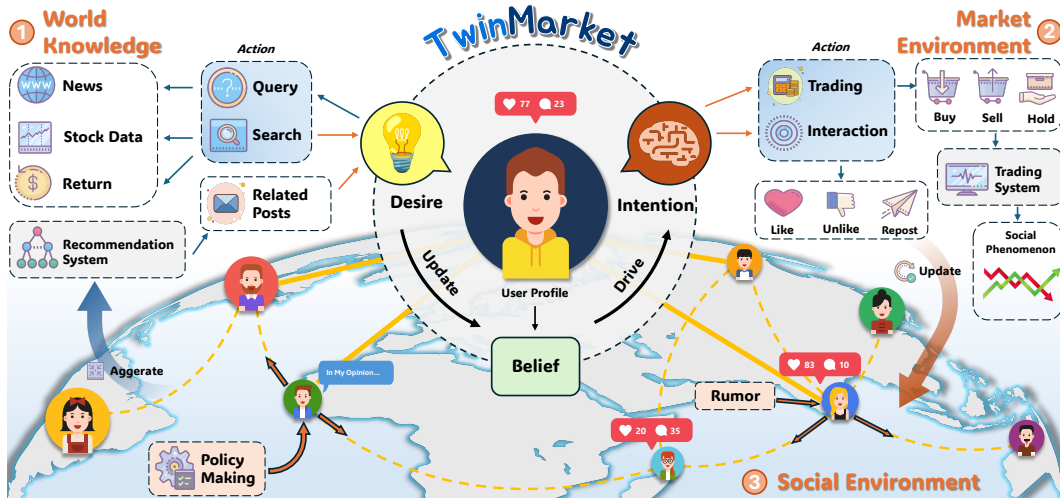 TwinMarket
1 World
Knowledge
Action
News
Stock Data
Return
Query
Search
Related
Posts
Recommendation
System
Aggerate
Desire
77 23
User Profile
Intention
Update
Drive
Belief
Market
Environment 2
Action
Trading
Interaction
Buy Sell Hold
Trading
System
Like Unlike Repost
Social
Phenomenon
Update
In My Opinion...
Policy
Making
20 35
Rumor
83 10
3 Social Environment
WWW